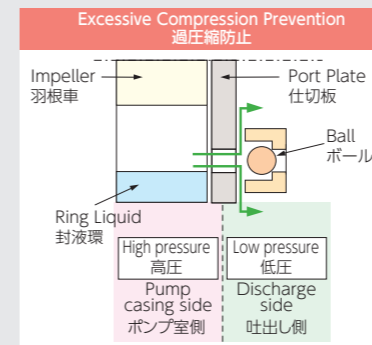 Excessive Compression Prevention
過圧縮防止
Impeller
羽根車
Port Plate
仕切板
Ball
ボール
Ring Liquid
封液環
High pressure
高圧
Low pressure
低圧
Pump
casing side
ポンプ室側
Discharge
side
吐出し側